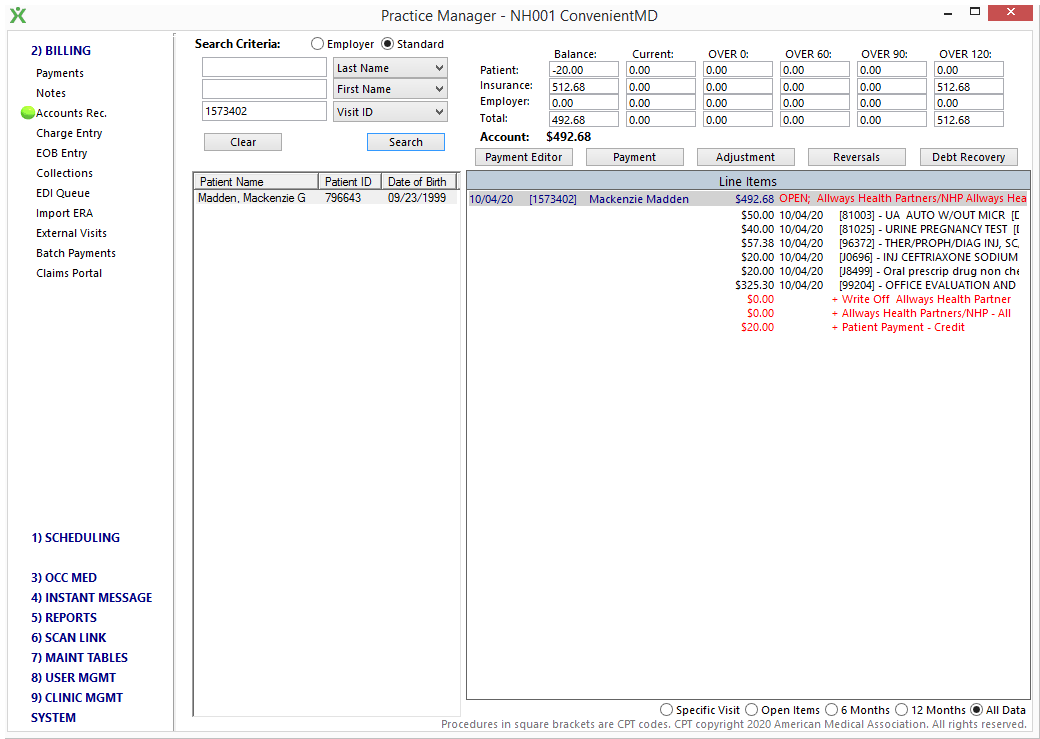 Practice Manager - NH001 ConvenientMD
2) BILLING
Payments
Notes
Accounts Rec.
Charge Entry
EOB Entry
Collections
EDI Queue
Import ERA
External Visits
Batch Payments
Claims Portal
1) SCHEDULING
3) OCC MED
4) INSTANT MESSAGE
5) REPORTS
6) SCAN LINK
7) MAINT TABLES
8) USER MGMT
9) CLINIC MGMT
SYSTEM
Search Criteria: Employer Standard
Last Name
First Name
1573402 Visit ID
Clear Search
Balance: Current: OVER 0: OVER 60: OVER 90: OVER 120:
Patient: -20.00 0.00 0.00 0.00 0.00 0.00
Insurance: 512.68 0.00 0.00 0.00 0.00 512.68
Employer: 0.00 0.00 0.00 0.00 0.00 0.00
Total: 492.68 0.00 0.00 0.00 0.00 512.68
Account: $492.68
Payment Editor Payment Adjustment Reversals Debt Recovery
Patient Name Patient ID Date of Birth
Madden, Mackenzie G 796643 09/23/1999
Line Items
10/04/20 [1573402] Mackenzie Madden $492.68 OPEN; Allways Health Partners/NHP Allways Hea
$50.00 10/04/20 [81003] - UA AUTO W/OUT MICR [D
$40.00 10/04/20 [81025] - URINE PREGNANCY TEST [D
$57.38 10/04/20 [96372] - THER/PROPH/DIAG INJ, SC,
$20.00 10/04/20 [J0696] - INJ CEFTRIAXONE SODIUM
$20.00 10/04/20 [J8499] - Oral prescrip drug non che
$325.30 10/04/20 [99204] - OFFICE EVALUATION AND
$0.00 + Write Off Allways Health Partner
$0.00 + Allways Health Partners/NHP - All
$20.00 + Patient Payment - Credit
Specific Visit Open Items 6 Months 12 Months All Data
Procedures in square brackets are CPT codes. CPT copyright 2020 American Medical Association. All rights reserved.